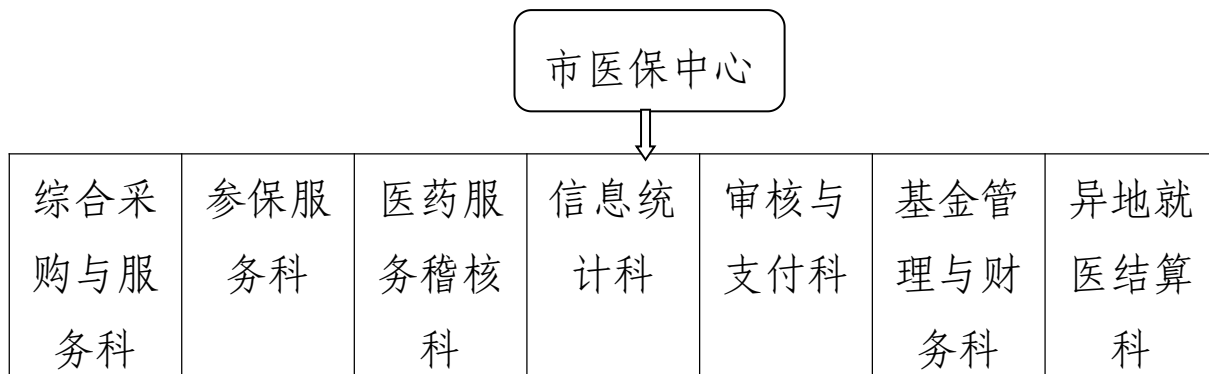 市医保中心
综合采
购与服
务科
参保服
务科
医药服
务稽核
科
信息统
计科
审核与
支付科
基金管
理与财
务科
异地就
医结算
科